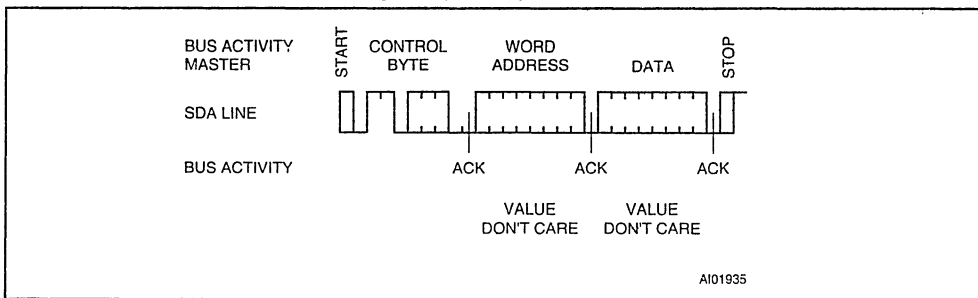 BUS ACTIVITY MASTER
START
CONTROL BYTE
WORD ADDRESS
DATA
STOP
SDA LINE
BUS ACTIVITY
ACK
ACK
ACK
VALUE DON'T CARE
VALUE DON'T CARE
AI01935